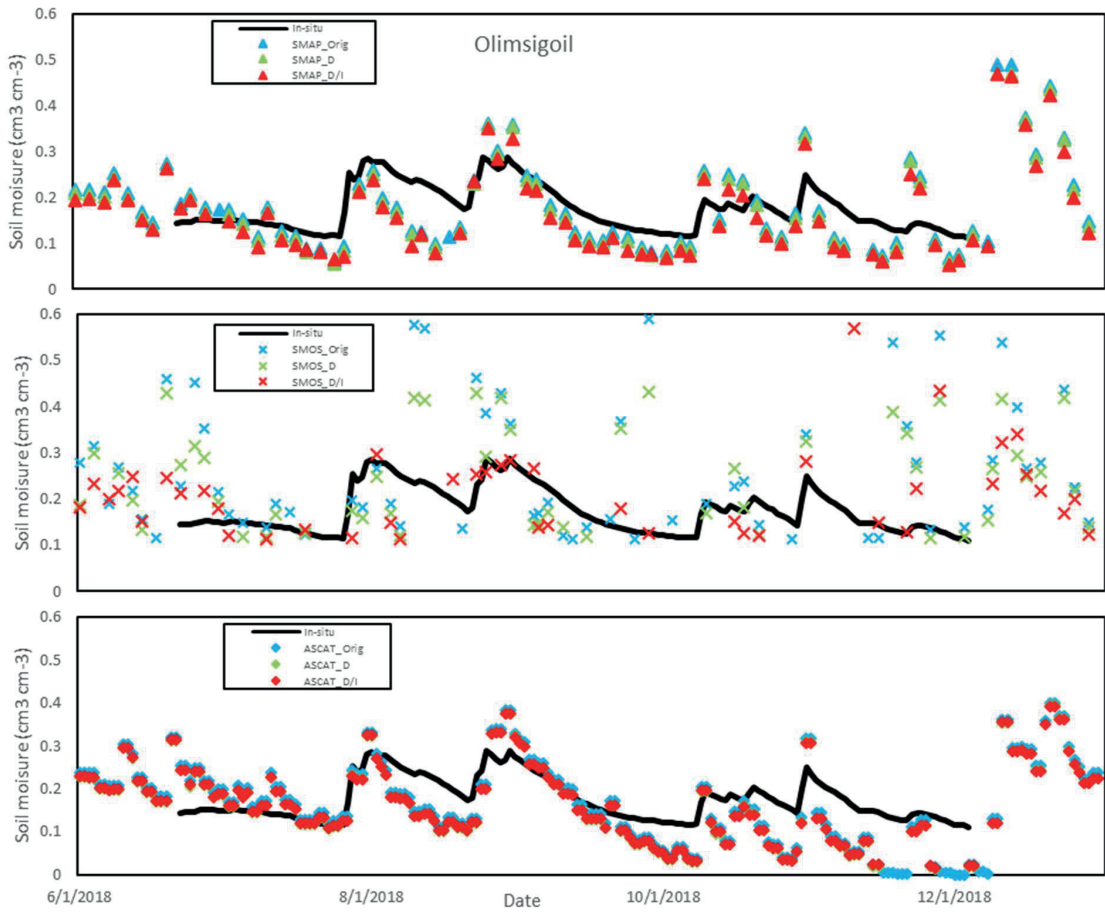 Olimsigoil
Soil moisure (cm3 cm-3)
0.6
0.5
0.4
0.3
0.2
0.1
0
In-situ
SMAP_Orig
SMAP_D
SMAP_D/I
Soil moisure (cm3 cm-3)
0.6
0.5
0.4
0.3
0.2
0.1
0
In-situ
SMOS_Orig
SMOS_D
SMOS_D/I
Soil moisure (cm3 cm-3)
0.6
0.5
0.4
0.3
0.2
0.1
0
In-situ
ASCAT_Orig
ASCAT_D
ASCAT_D/I
6/1/2018 8/1/2018 10/1/2018 12/1/2018
Date